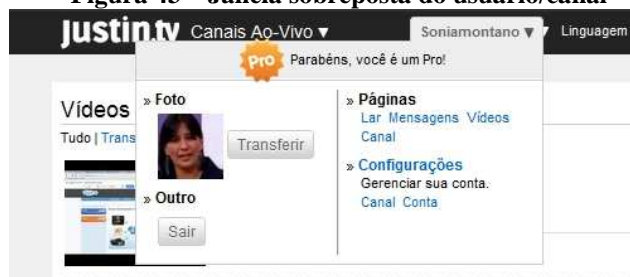 Figura 45 – Janela sobreposta do usuário/canal
Justin.tv Canais Ao-Vivo ▼ Soniamontano ▼ Linguagem
Pro Parabéns, você é um Pro!
Vídeos
Tudo | Trans
» Foto
Transferir
» Outro
Sair
» Páginas
Lar Mensagens Vídeos
Canal
» Configurações
Gerenciar sua conta.
Canal Conta